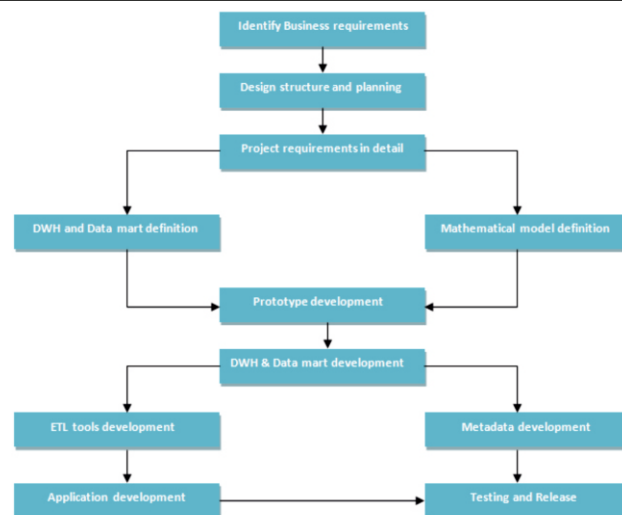 Identify Business requirements
Design structure and planning
Project requirements in detail
DWH and Data mart definition
Mathematical model definition
Prototype development
DWH & Data mart development
ETL tools development
Metadata development
Application development
Testing and Release